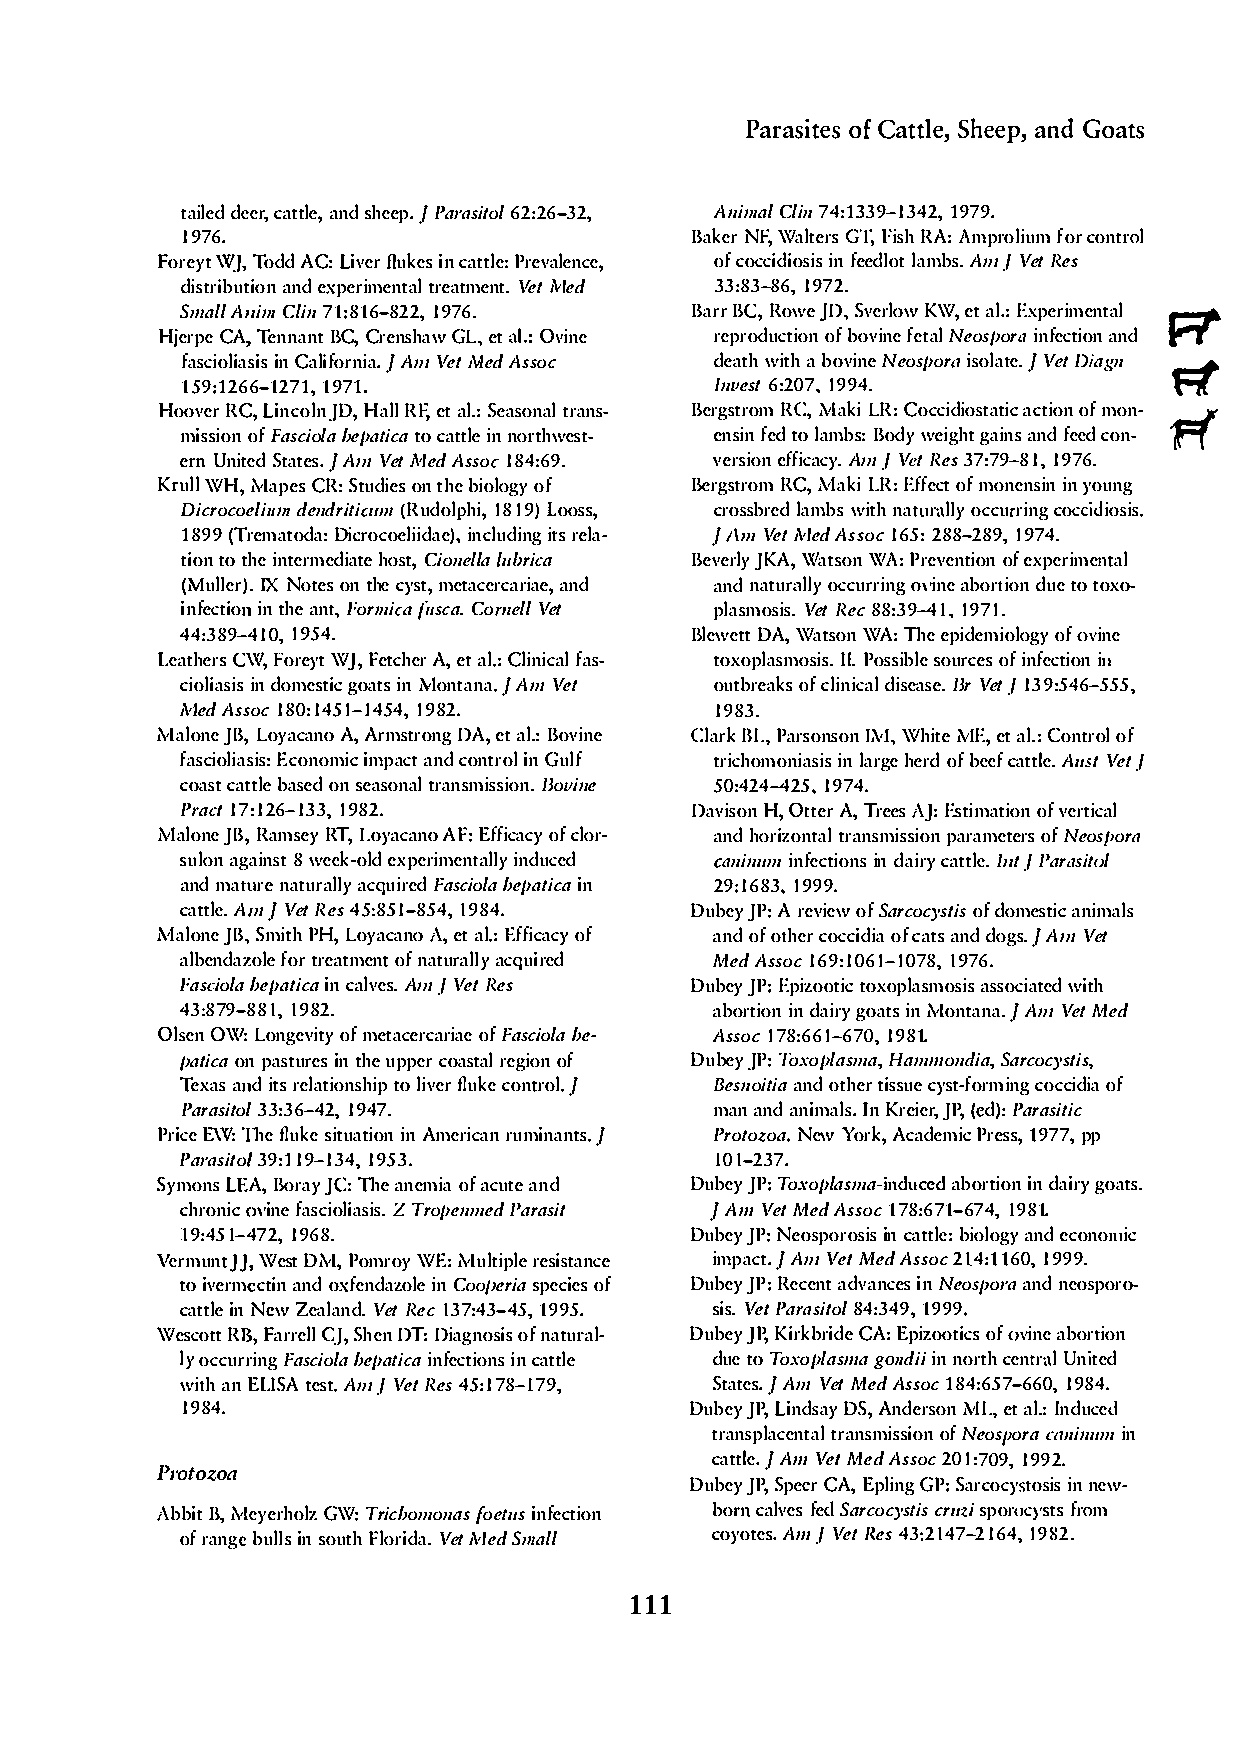 Parasites of Cattle, Sheep, and Goats
tailed deer, cattle, and sheep. J Parasitol 62:26–32,
1976.
Foreyt WJ, Todd AC: Liver flukes in cattle: Prevalence,
distribution and experimental treatment. Vet Med
Small Anim Clin 71:816–822, 1976.
Hjerpe CA, Tennant BC, Crenshaw GL, et al.: Ovine
fascioliasis in California. J Am Vet Med Assoc
159:1266–1271, 1971.
Hoover RC, Lincoln JD, Hall RF, et al.: Seasonal trans-
mission of Fasciola hepatica to cattle in northwest-
ern United States. J Am Vet Med Assoc 184:69.
Krull WH, Mapes CR: Studies on the biology of
Dicrocoelium dendriticum (Rudolphi, 1819) Looss,
1899 (Trematoda: Dicrocoeliidae), including its rela-
tion to the intermediate host, Cionella lubrica
(Muller). IX Notes on the cyst, metacercariae, and
infection in the ant, Formica fusca. Cornell Vet
44:389–410, 1954.
Leathers CW, Foreyt WJ, Fetcher A, et al.: Clinical fas-
cioliasis in domestic goats in Montana. J Am Vet
Med Assoc 180:1451–1454, 1982.
Malone JB, Loyacano A, Armstrong DA, et al.: Bovine
fascioliasis: Economic impact and control in Gulf
coast cattle based on seasonal transmission. Bovine
Pract 17:126–133, 1982.
Malone JB, Ramsey RT, Loyacano AF: Efficacy of clor-
sulon against 8 week-old experimentally induced
and mature naturally acquired Fasciola hepatica in
cattle. Am J Vet Res 45:851–854, 1984.
Malone JB, Smith PH, Loyacano A, et al.: Efficacy of
albendazole for treatment of naturally acquired
Fasciola hepatica in calves. Am J Vet Res
43:879–881, 1982.
Olsen OW: Longevity of metacercariae of Fasciola he-
patica on pastures in the upper coastal region of
Texas and its relationship to liver fluke control. J
Parasitol 33:36–42, 1947.
Price EW: The fluke situation in American ruminants. J
Parasitol 39:119–134, 1953.
Symons LEA, Boray JC: The anemia of acute and
chronic ovine fascioliasis. Z Tropenmed Parasit
19:451–472, 1968.
Vermunt JJ, West DM, Pomroy WE: Multiple resistance
to ivermectin and oxfendazole in Cooperia species of
cattle in New Zealand. Vet Rec 137:43–45, 1995.
Wescott RB, Farrell CJ, Shen DT: Diagnosis of natural-
ly occurring Fasciola hepatica infections in cattle
with an ELISA test. Am J Vet Res 45:178–179,
1984.
Protozoa
Abbit B, Meyerholz GW: Trichomonas foetus infection
of range bulls in south Florida. Vet Med Small
Animal Clin 74:1339–1342, 1979.
Baker NF, Walters GT, Fish RA: Amprolium for control
of coccidiosis in feedlot lambs. Am J Vet Res
33:83–86, 1972.
Barr BC, Rowe JD, Sverlow KW, et al.: Experimental
reproduction of bovine fetal Neospora infection and
death with a bovine Neospora isolate. J Vet Diagn
Invest 6:207, 1994.
Bergstrom RC, Maki LR: Coccidiostatic action of mon-
ensin fed to lambs: Body weight gains and feed con-
version efficacy. Am J Vet Res 37:79–81, 1976.
Bergstrom RC, Maki LR: Effect of monensin in young
crossbred lambs with naturally occurring coccidiosis.
J Am Vet Med Assoc 165: 288–289, 1974.
Beverly JKA, Watson WA: Prevention of experimental
and naturally occurring ovine abortion due to toxo-
plasmosis. Vet Rec 88:39–41, 1971.
Blewett DA, Watson WA: The epidemiology of ovine
toxoplasmosis. II. Possible sources of infection in
outbreaks of clinical disease. Br Vet J 139:546–555,
1983.
Clark BL, Parsonson IM, White ME, et al.: Control of
trichomoniasis in large herd of beef cattle. Aust Vet J
50:424–425, 1974.
Davison H, Otter A, Trees AJ: Estimation of vertical
and horizontal transmission parameters of Neospora
caninum infections in dairy cattle. Int J Parasitol
29:1683, 1999.
Dubey JP: A review of Sarcocystis of domestic animals
and of other coccidia of cats and dogs. J Am Vet
Med Assoc 169:1061–1078, 1976.
Dubey JP: Epizootic toxoplasmosis associated with
abortion in dairy goats in Montana. J Am Vet Med
Assoc 178:661–670, 1981.
Dubey JP: Toxoplasma, Hammondia, Sarcocystis,
Besnoitia and other tissue cyst-forming coccidia of
man and animals. In Kreier, JP, (ed): Parasitic
Protozoa. New York, Academic Press, 1977, pp
101–237.
Dubey JP: Toxoplasma-induced abortion in dairy goats.
J Am Vet Med Assoc 178:671–674, 1981.
Dubey JP: Neosporosis in cattle: biology and economic
impact. J Am Vet Med Assoc 214:1160, 1999.
Dubey JP: Recent advances in Neospora and neosporo-
sis. Vet Parasitol 84:349, 1999.
Dubey JP, Kirkbride CA: Epizootics of ovine abortion
due to Toxoplasma gondii in north central United
States. J Am Vet Med Assoc 184:657–660, 1984.
Dubey JP, Lindsay DS, Anderson ML, et al.: Induced
transplacental transmission of Neospora caninum in
cattle. J Am Vet Med Assoc 201:709, 1992.
Dubey JP, Speer CA, Epling GP: Sarcocystosis in new-
born calves fed Sarcocystis cruzi sporocysts from
coyotes. Am J Vet Res 43:2147–2164, 1982.
111